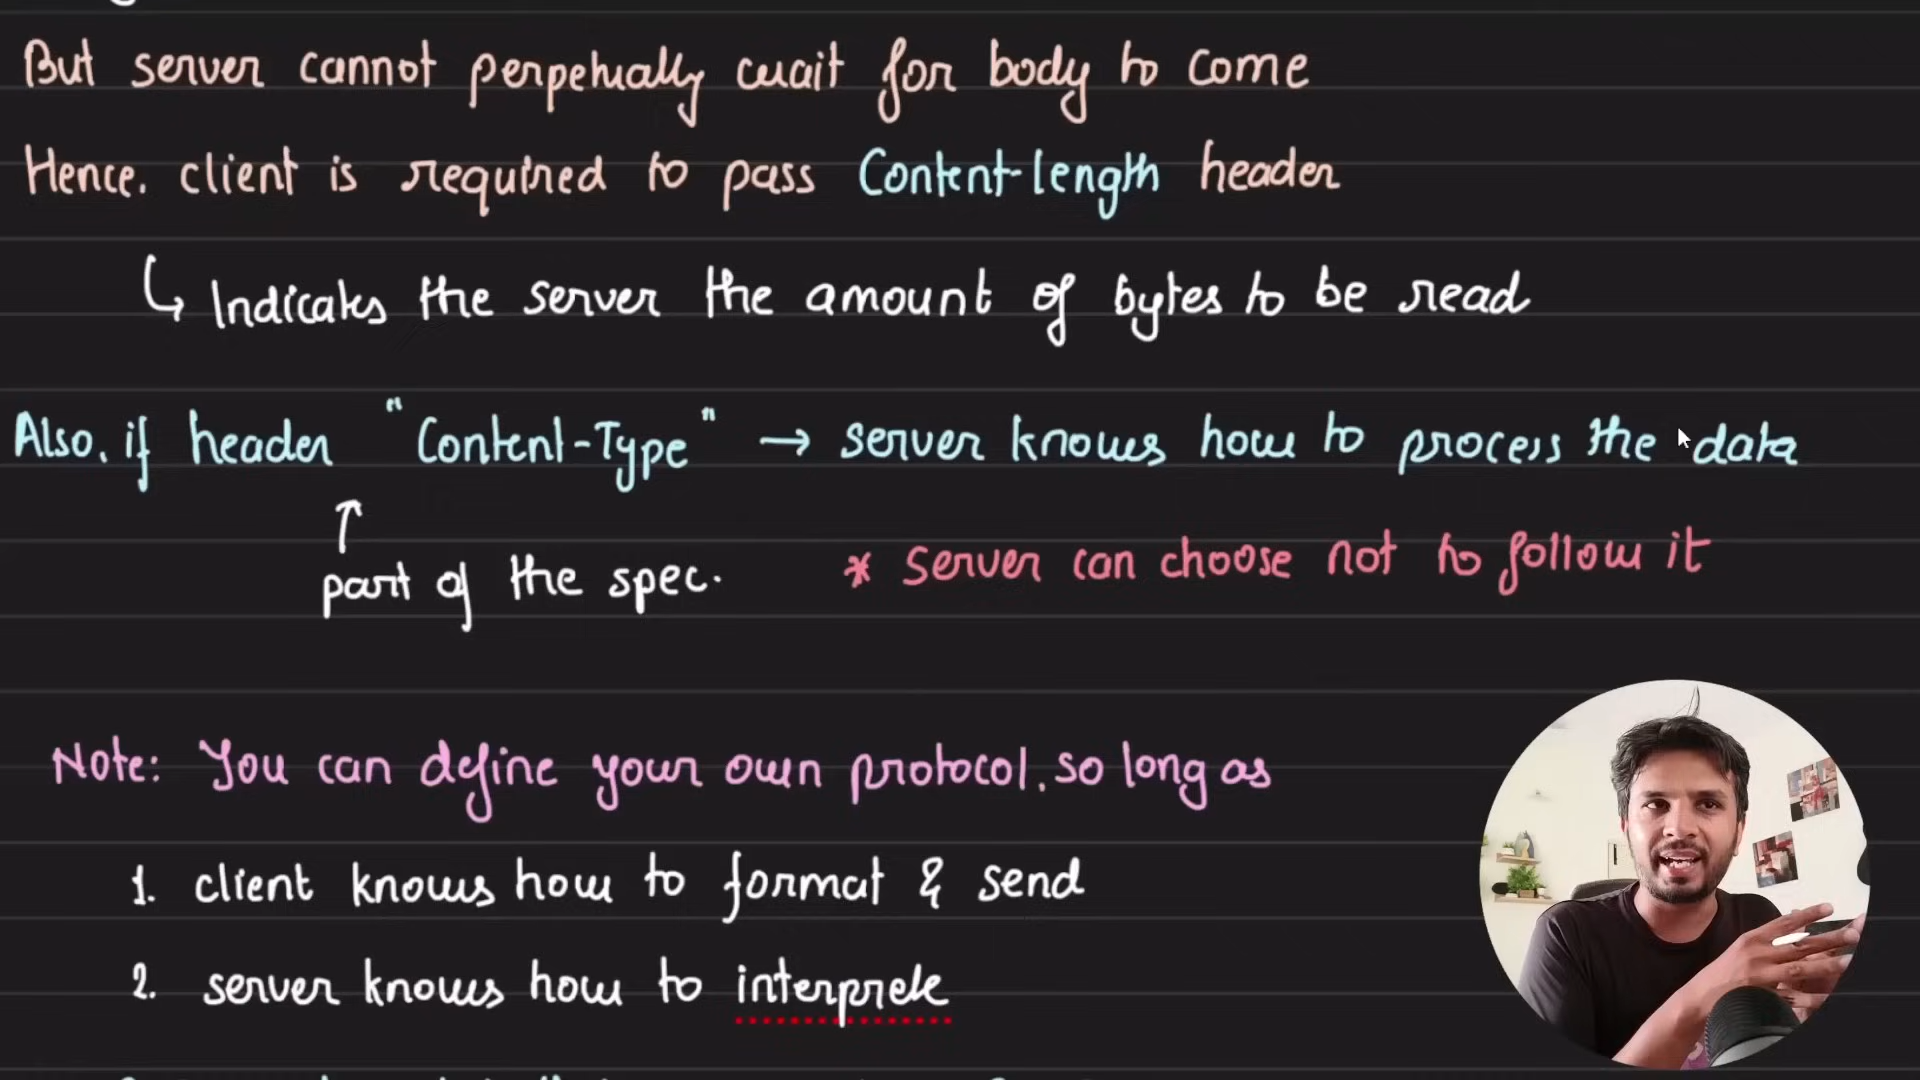 But server cannot perpetually wait for body to come
Hence, client is required to pass Content-length header
↳ Indicates the server the amount of bytes to be read
Also, if header "Content-Type" → server knows how to process the data
↑
part of the spec. * Server can choose not to follow it
Note: You can define your own protocol, so long as
1. client knows how to format & send
2. server knows how to interprete